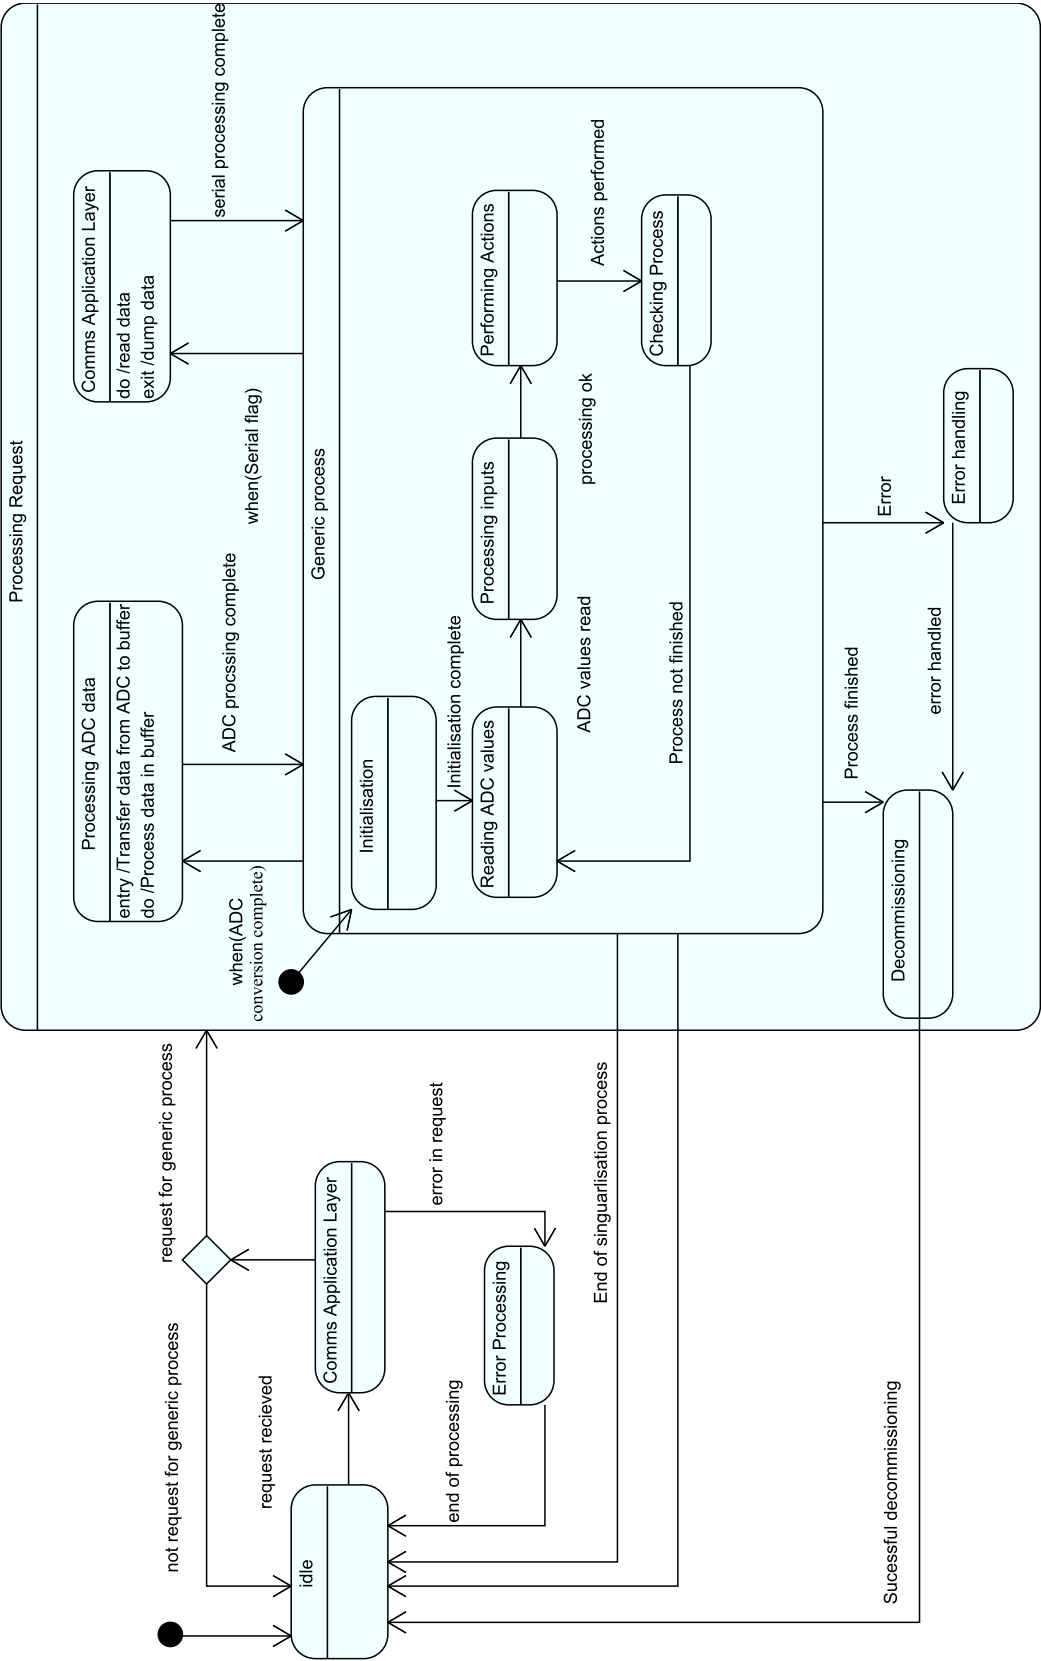 not request for generic process
request for generic process
request recieved
idle
Comms Application Layer
error in request
Error Processing
end of processing
End of singuarlisation process
Sucessful decommissioning
Processing Request
Processing ADC data
entry /Transfer data from ADC to buffer
do /Process data in buffer
Comms Application Layer
do /read data
exit /dump data
when(ADC
conversion complete)
ADC procssing complete
when(Serial flag)
serial processing complete
Generic process
Initialisation
Initialisation complete
Reading ADC values
Processing inputs
Performing Actions
ADC values read
processing ok
Actions performed
Checking Process
Process not finished
Process finished
Error
Decommissioning
error handled
Error handling